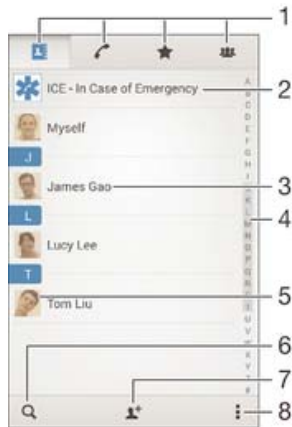 1
ICE - In Case of Emergency
2
Myself
J
James Gao
3
L
4
Lucy Lee
T
Tom Liu
5
6
7
8
A
B
C
D
E
F
G
H
I
J
K
L
M
N
O
P
Q
R
S
T
U
V
W
X
Y
Z
#